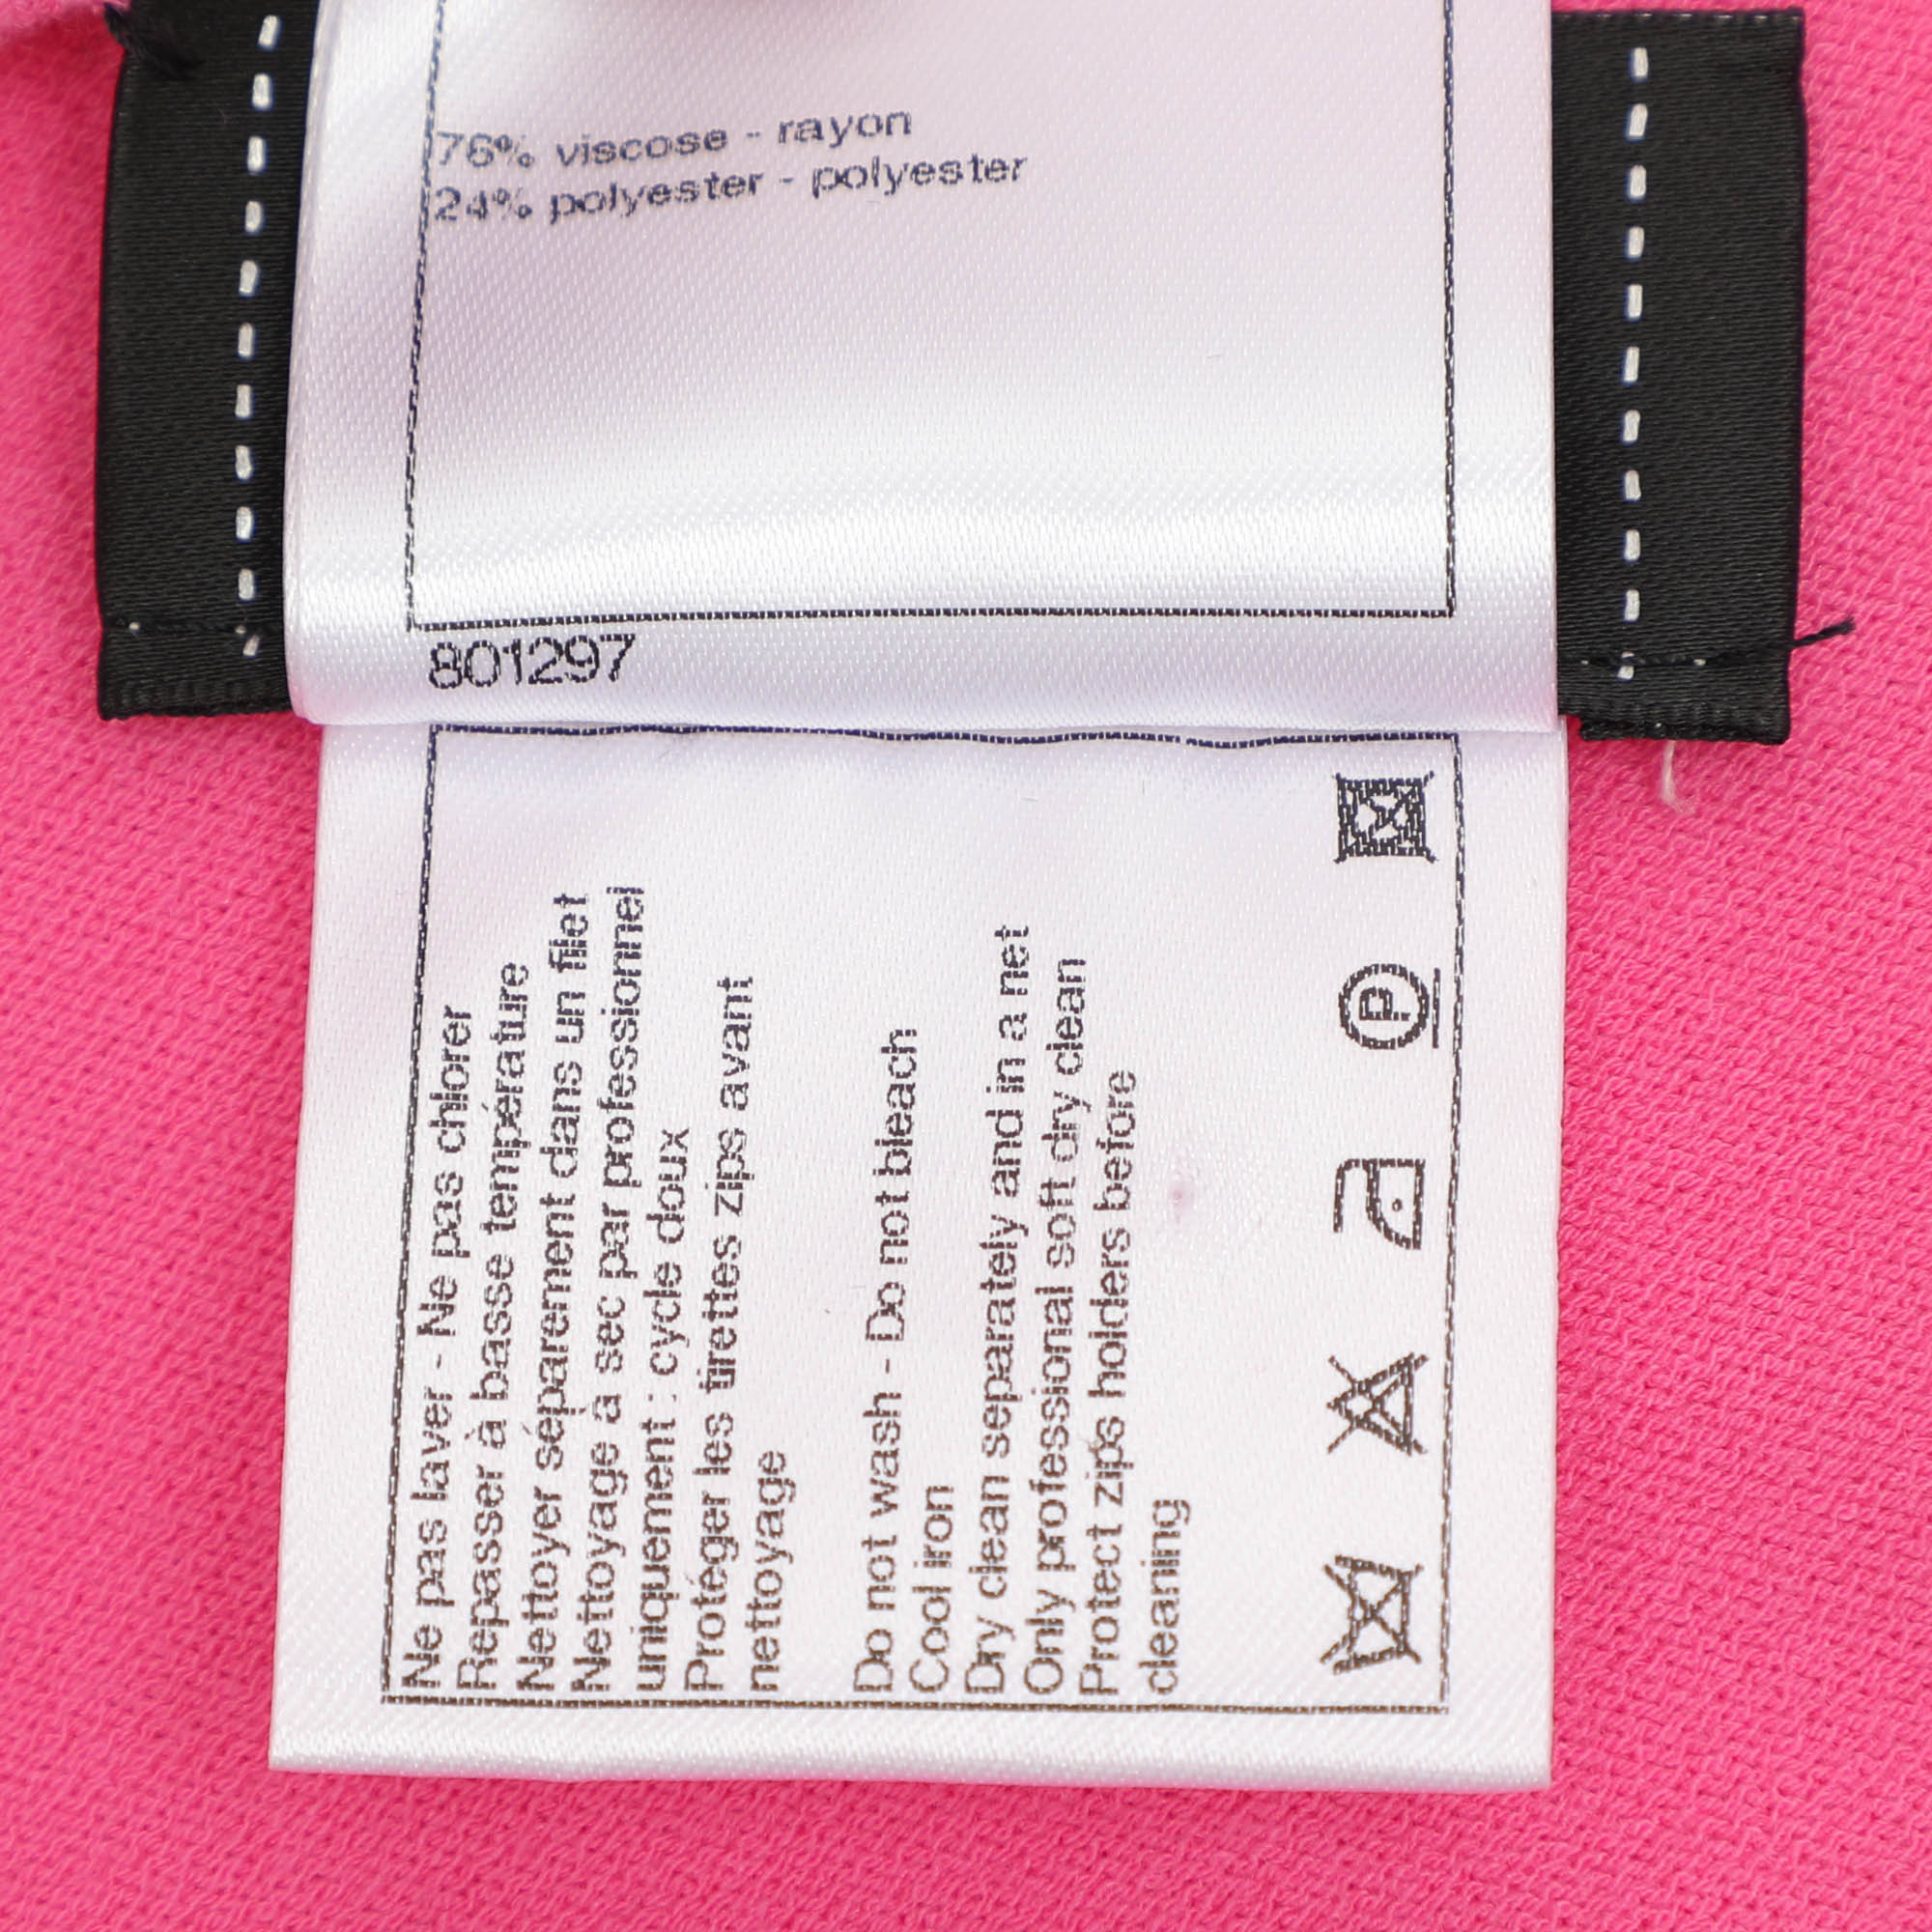 76% viscose - rayon
24% polyester - polyester
801297
Ne pas laver - Ne pas chlorer
Repasser à basse température
Nettoyer séparement dans un filet
Nettoyage à sec par professionnel
uniquement : cycle doux
Protéger les tirettes zips avant
nettoyage
Do not wash - Do not bleach
Cool iron
Dry clean separately and in a net
Only professional soft dry clean
Protect zips holders before
cleaning
P